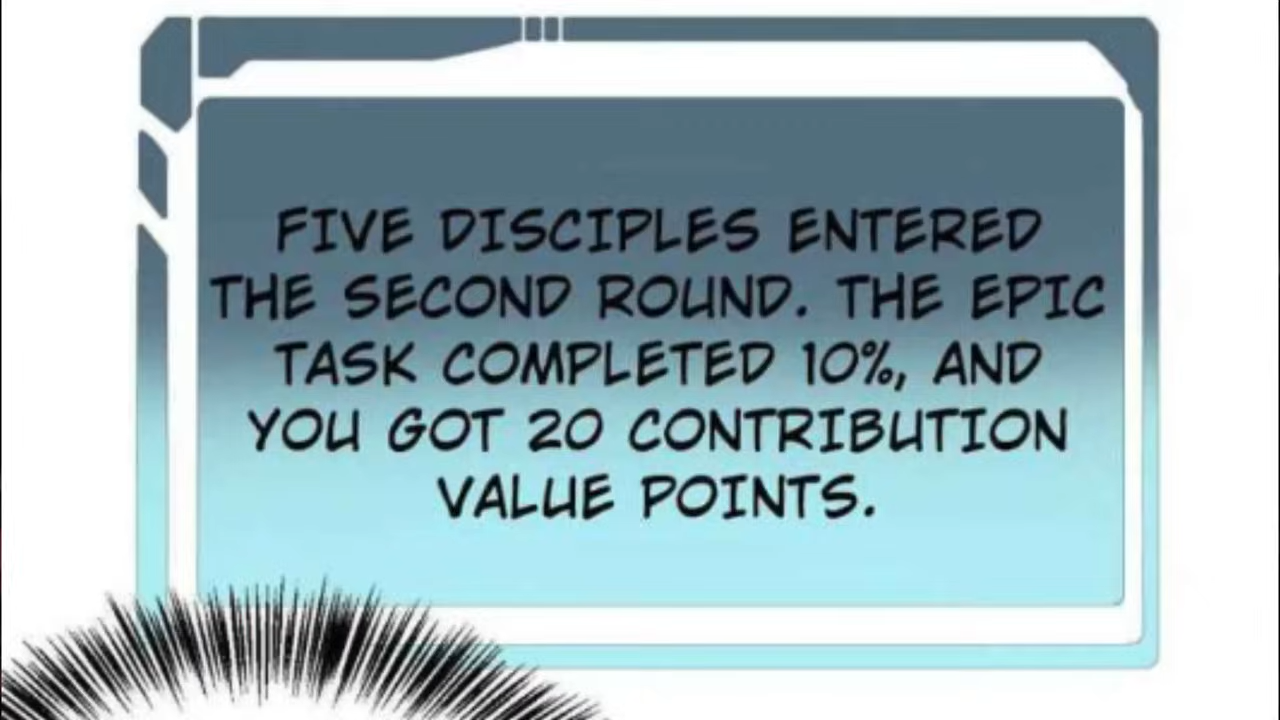 FIVE DISCIPLES ENTERED
THE SECOND ROUND. THE EPIC
TASK COMPLETED 10%, AND
YOU GOT 20 CONTRIBUTION
VALUE POINTS.